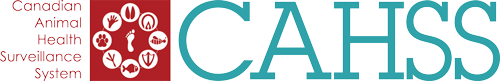 Canadian
Animal
Health
Surveillance
System
CAHSS